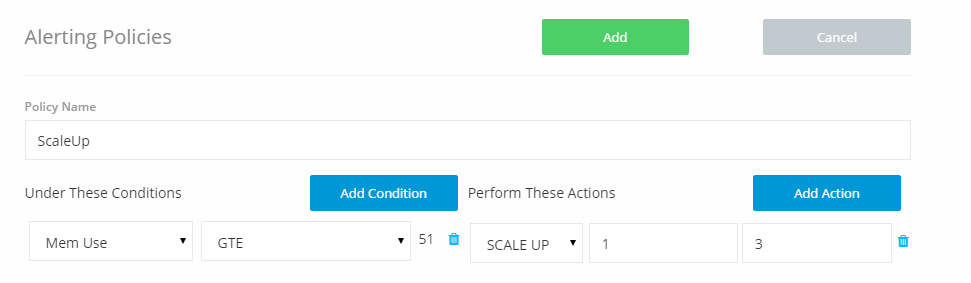 Alerting Policies Add Cancel
Policy Name
ScaleUp
Under These Conditions Add Condition Perform These Actions Add Action
Mem Use GTE 51 SCALE UP 1 3